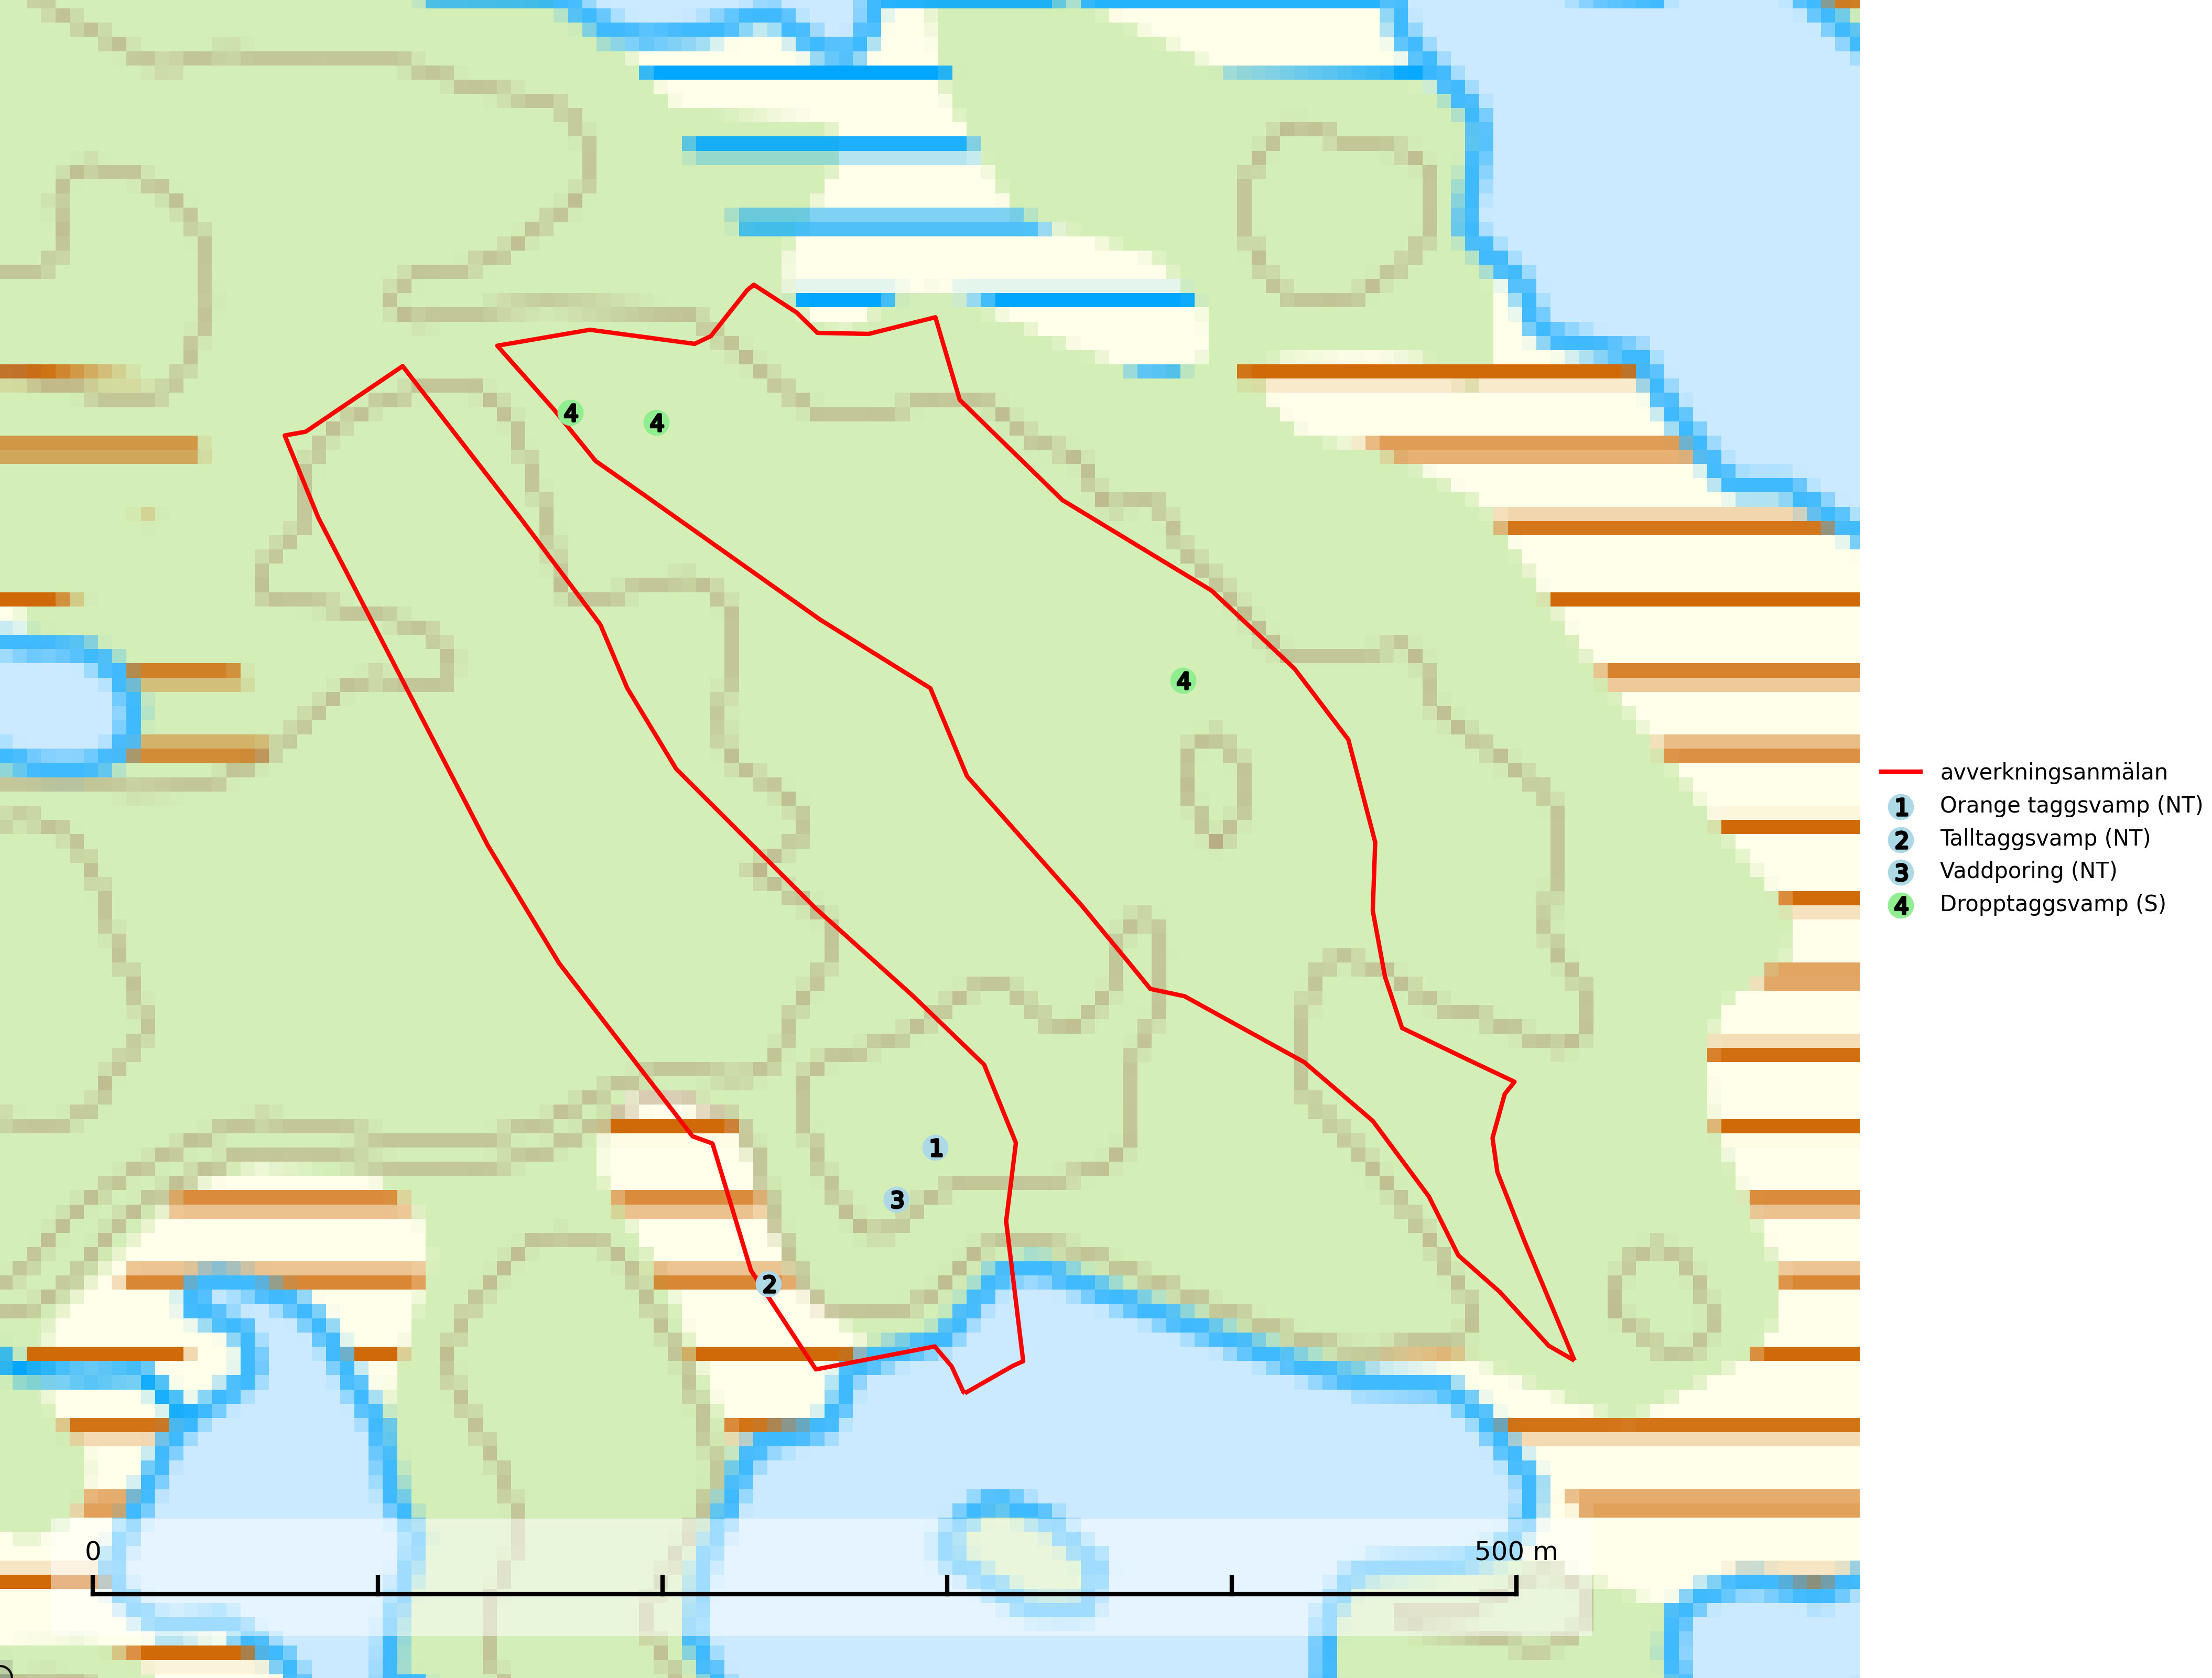 4
4
4
1
3
2
0
500 m
avverkningsanmälan
1 Orange taggsvamp (NT)
2 Talltaggsvamp (NT)
3 Vaddporing (NT)
4 Dropptaggsvamp (S)